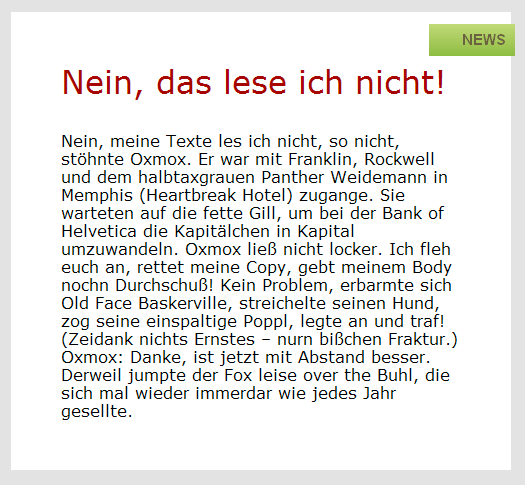 NEWS
Nein, das lese ich nicht!
Nein, meine Texte les ich nicht, so nicht,
stöhnte Oxmox. Er war mit Franklin, Rockwell
und dem halbtaxgrauen Panther Weidemann in
Memphis (Heartbreak Hotel) zugange. Sie
warteten auf die fette Gill, um bei der Bank of
Helvetica die Kapitälchen in Kapital
umzuwandeln. Oxmox ließ nicht locker. Ich fleh
euch an, rettet meine Copy, gebt meinem Body
nochn Durchschuß! Kein Problem, erbarmte sich
Old Face Baskerville, streichelte seinen Hund,
zog seine einspaltige Poppl, legte an und traf!
(Zeidank nichts Ernstes – nurn bißchen Fraktur.)
Oxmox: Danke, ist jetzt mit Abstand besser.
Derweil jumpte der Fox leise over the Buhl, die
sich mal wieder immerdar wie jedes Jahr
gesellte.